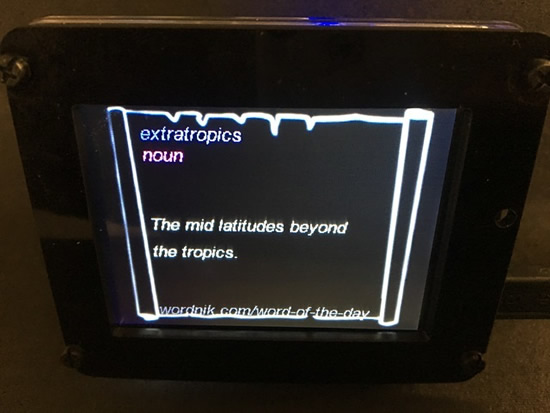 extratropics
noun
The mid latitudes beyond
the tropics.
wordnik.com/word-of-the-day